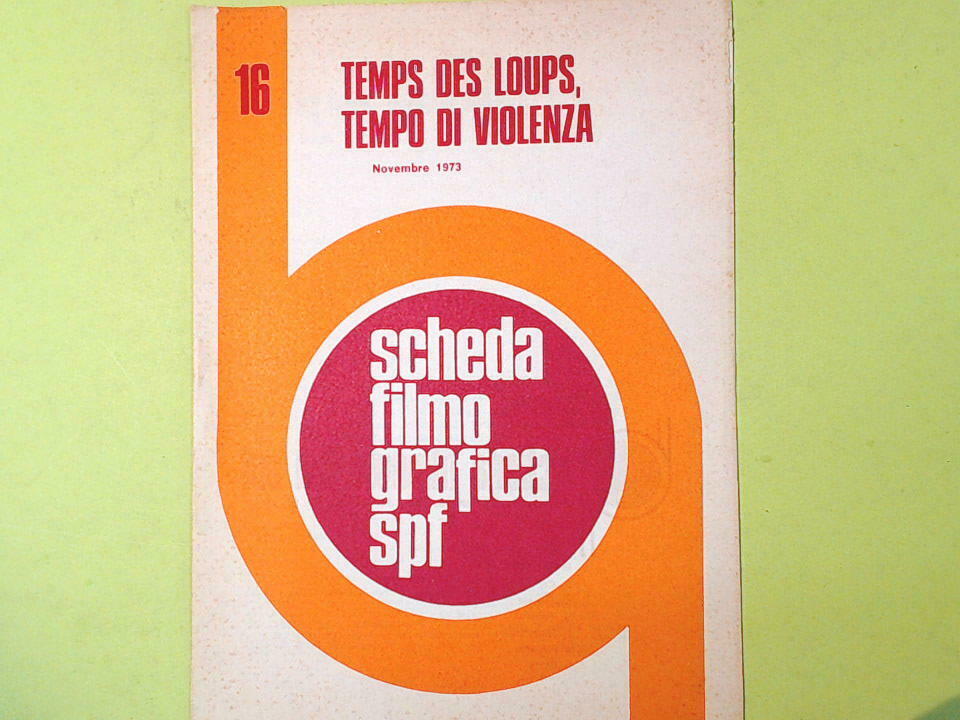 16
TEMPS DES LOUPS,
TEMPO DI VIOLENZA
Novembre 1973
scheda
filmo
grafica
spf